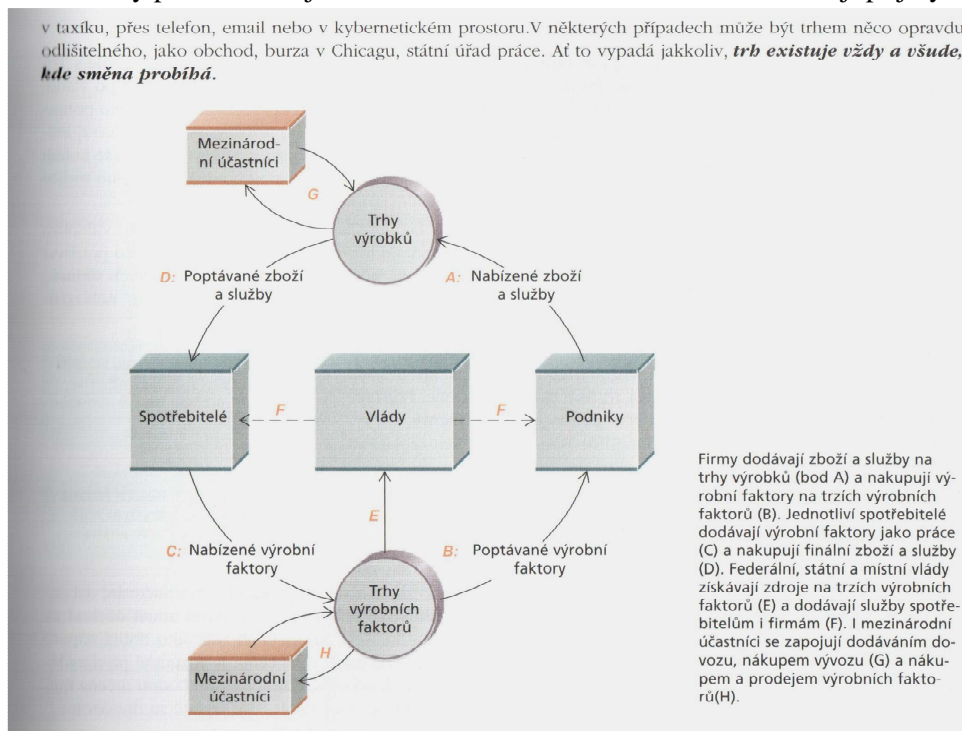 v taxíku, přes telefon, email nebo v kybernetickém prostoru.V některých případech může být trhem něco opravdu
odlišitelného, jako obchod, burza v Chicagu, státní úřad práce. Ať to vypadá jakkoliv, trh existuje vždy a všude,
kde směna probíhá.
Mezinárod-
ní účastníci
G
Trhy
výrobků
D: Poptávané zboží
a služby
A: Nabízené zboží
a služby
Spotřebitelé
F
Vlády
F
Podniky
E
C: Nabízené výrobní
faktory
B: Poptávané výrobní
faktory
Trhy
výrobních
faktorů
H
Mezinárodní
účastníci
Firmy dodávají zboží a služby na
trhy výrobků (bod A) a nakupují vý-
robní faktory na trzích výrobních
faktorů (B). Jednotliví spotřebitelé
dodávají výrobní faktory jako práce
(C) a nakupují finální zboží a služby
(D). Federální, státní a místní vlády
získávají zdroje na trzích výrobních
faktorů (E) a dodávají služby spotře-
bitelům i firmám (F). I mezinárodní
účastníci se zapojují dodáváním do-
vozu, nákupem vývozu (G) a náku-
pem a prodejem výrobních fakto-
rů(H).